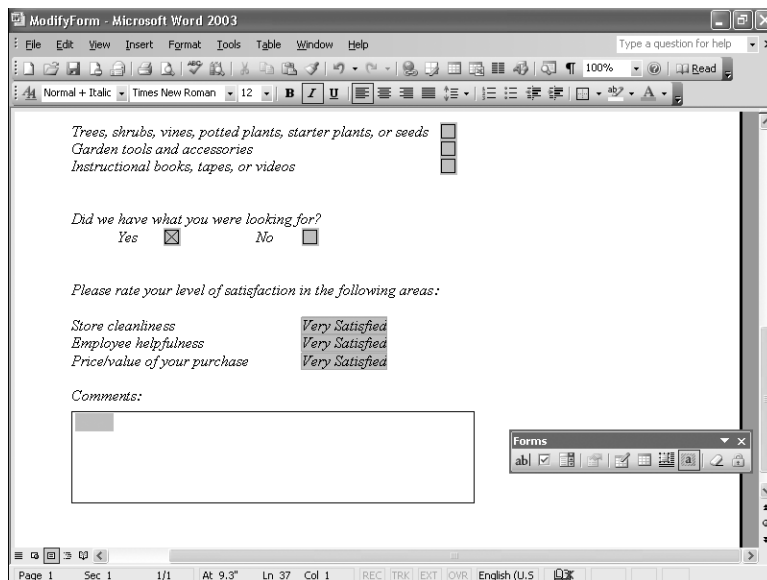 ModifyForm - Microsoft Word 2003
File Edit View Insert Format Tools Table Window Help Type a question for help
100% Read
Normal + Italic Times New Roman 12 B I U A
Trees, shrubs, vines, potted plants, starter plants, or seeds
Garden tools and accessories
Instructional books, tapes, or videos
Did we have what you were looking for?
Yes No
Please rate your level of satisfaction in the following areas:
Store cleanliness Very Satisfied
Employee helpfulness Very Satisfied
Price/value of your purchase Very Satisfied
Comments:
Forms
ab|
Page 1 Sec 1 1/1 At 9.3" Ln 37 Col 1 REC TRK EXT OVR English (U.S